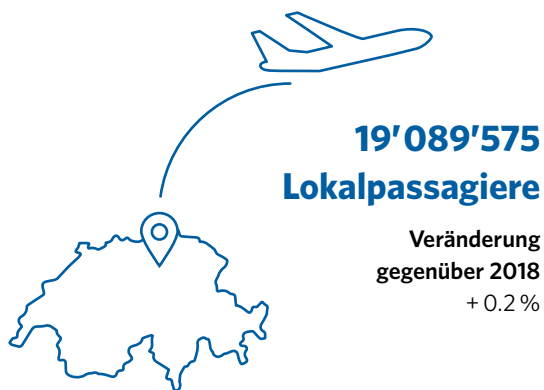 19’089’575
Lokalpassagiere
Veränderung
gegenüber 2018
+ 0.2 %